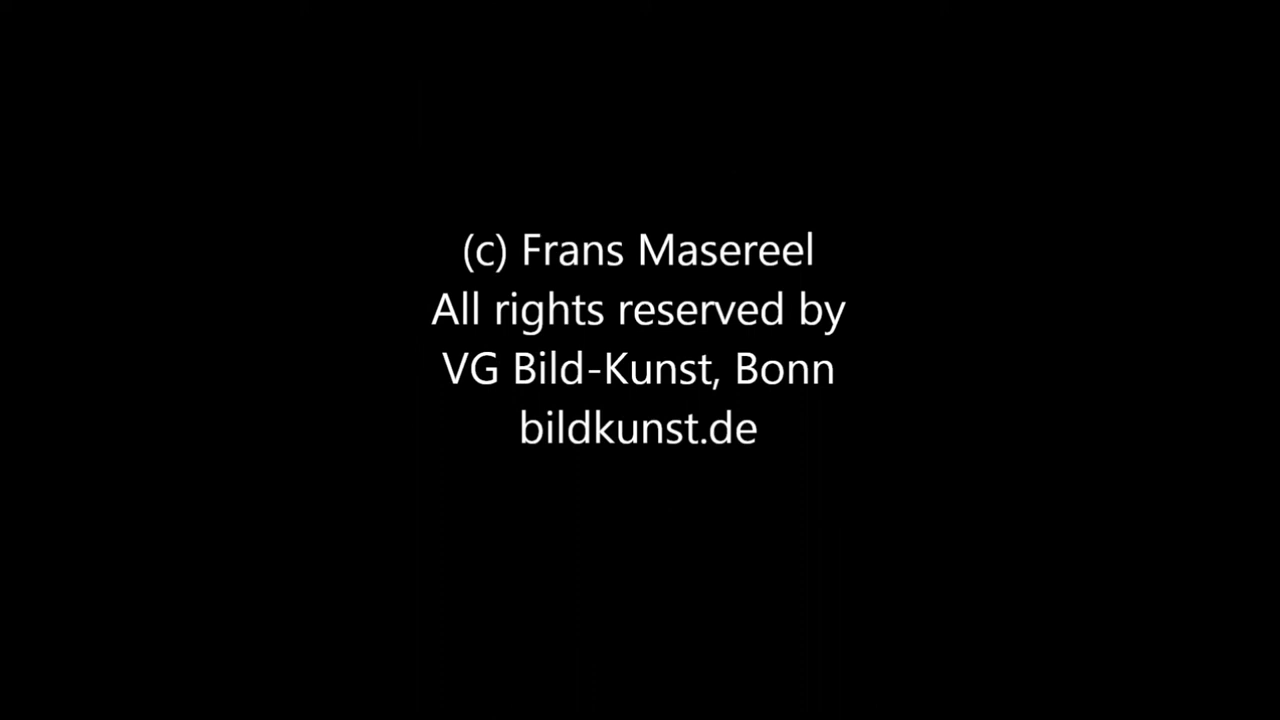 (c) Frans Masereel
All rights reserved by
VG Bild-Kunst, Bonn
bildkunst.de